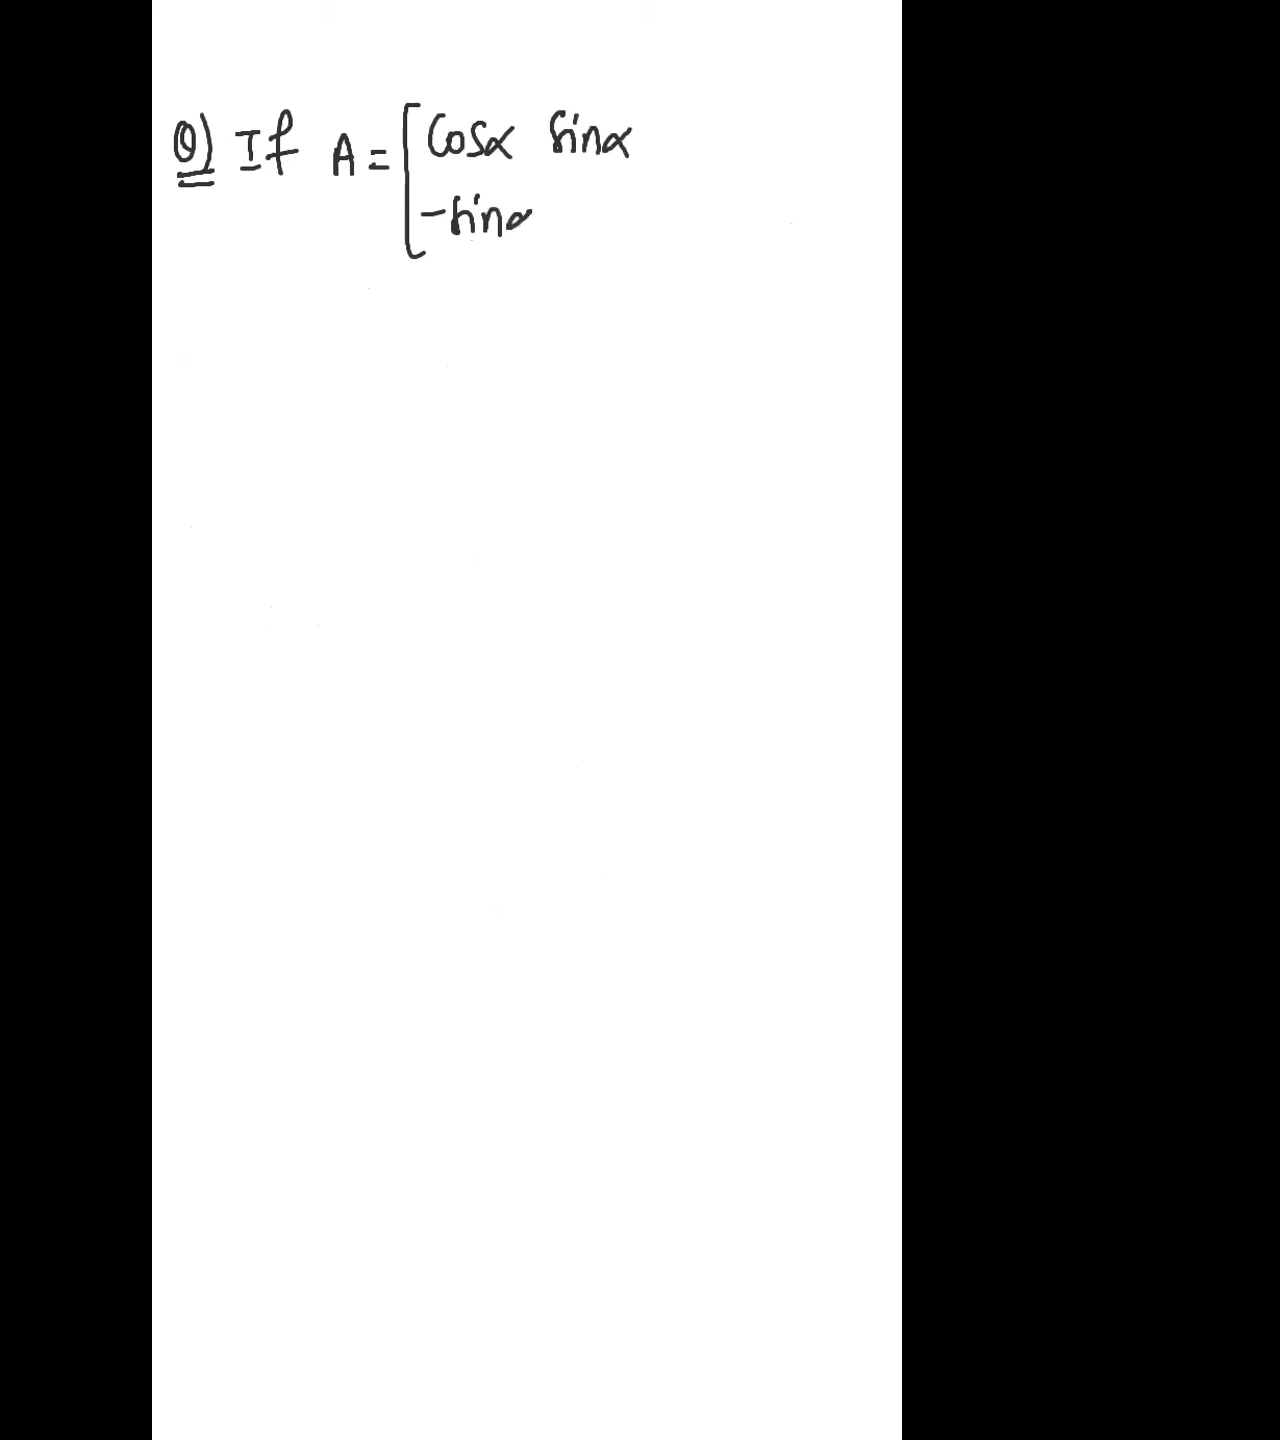 Q) If A = [ Cosα sinα
-sinα